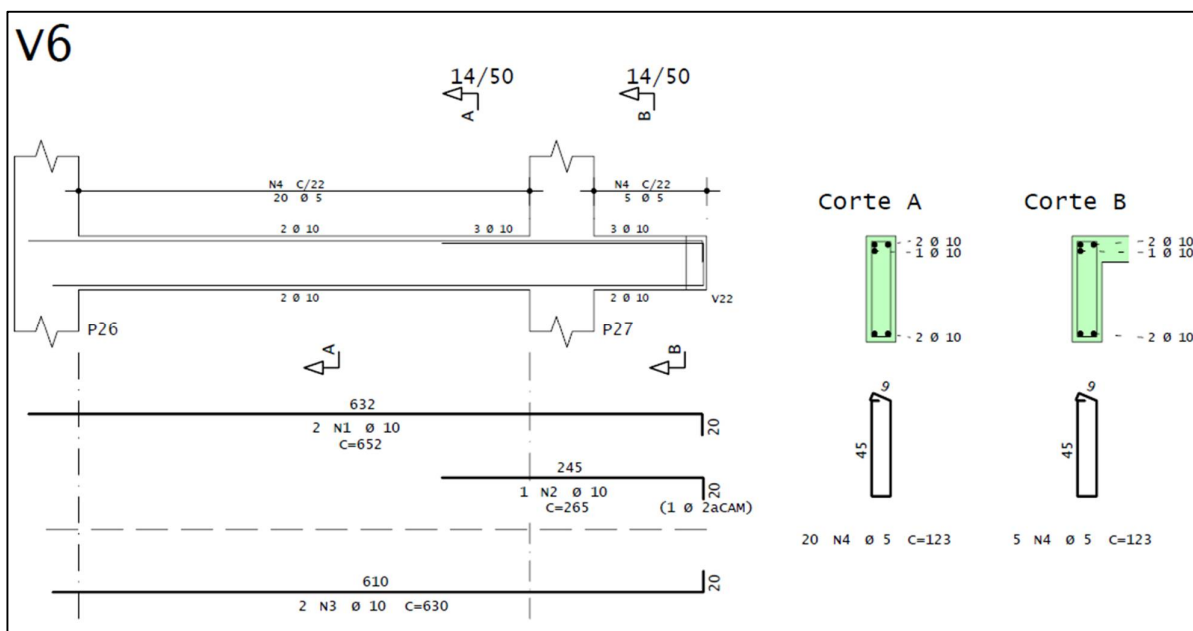 V6
14/50
14/50
A
B
N4 C/22
20 Ø 5
N4 C/22
5 Ø 5
Corte A
Corte B
2 Ø 10
3 Ø 10
3 Ø 10
2 Ø 10
1 Ø 10
2 Ø 10
1 Ø 10
2 Ø 10
2 Ø 10
V22
P26
P27
2 Ø 10
2 Ø 10
A
B
632
2 N1 Ø 10
C=652
20
9
9
45
45
245
1 N2 Ø 10
C=265
20
(1 Ø 2aCAM)
20 N4 Ø 5 C=123
5 N4 Ø 5 C=123
610
2 N3 Ø 10 C=630
20